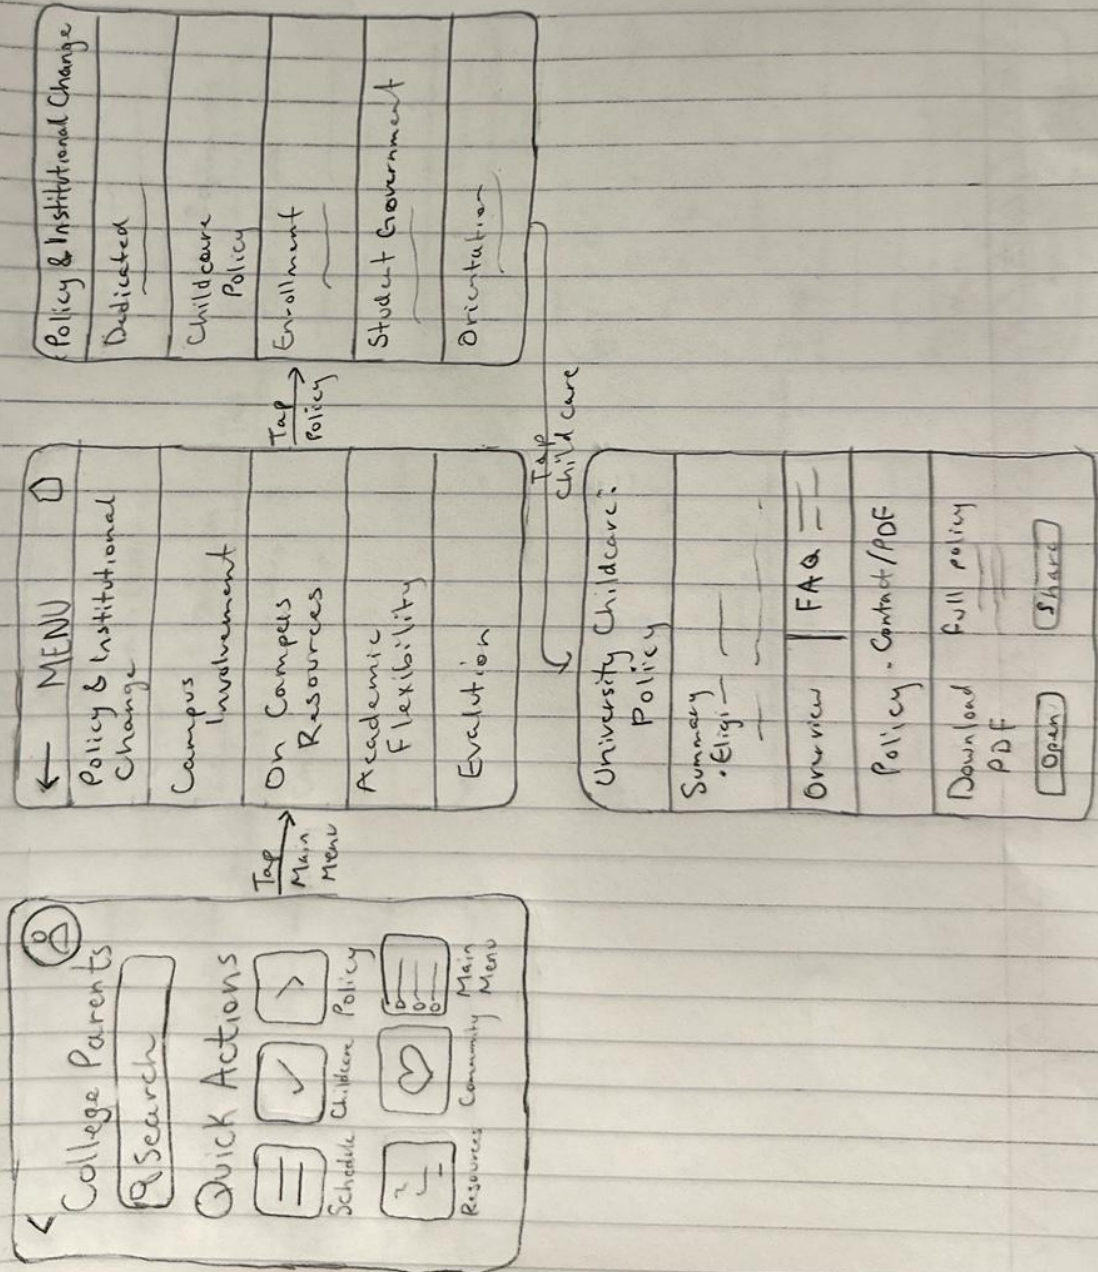 College Parents
Search
Quick Actions
Schedule
Childcare
Policy
Resources
Community
Main
Menu
Tap
Main
Menu
MENU
Policy & Institutional
Change
Campus
Involvement
On Campus
Resources
Academic
Flexibility
Evalution
Tap
Policy
Policy & Institutional Change
Dedicated
Childcare
Policy
Enrollment
Student Government
Orientation
Tap
Child care
University Childcare:
Policy
Summary
• Eligi
Overview | FAQ
Policy • Contact/PDF
Download
PDF
Full policy
Open
Share